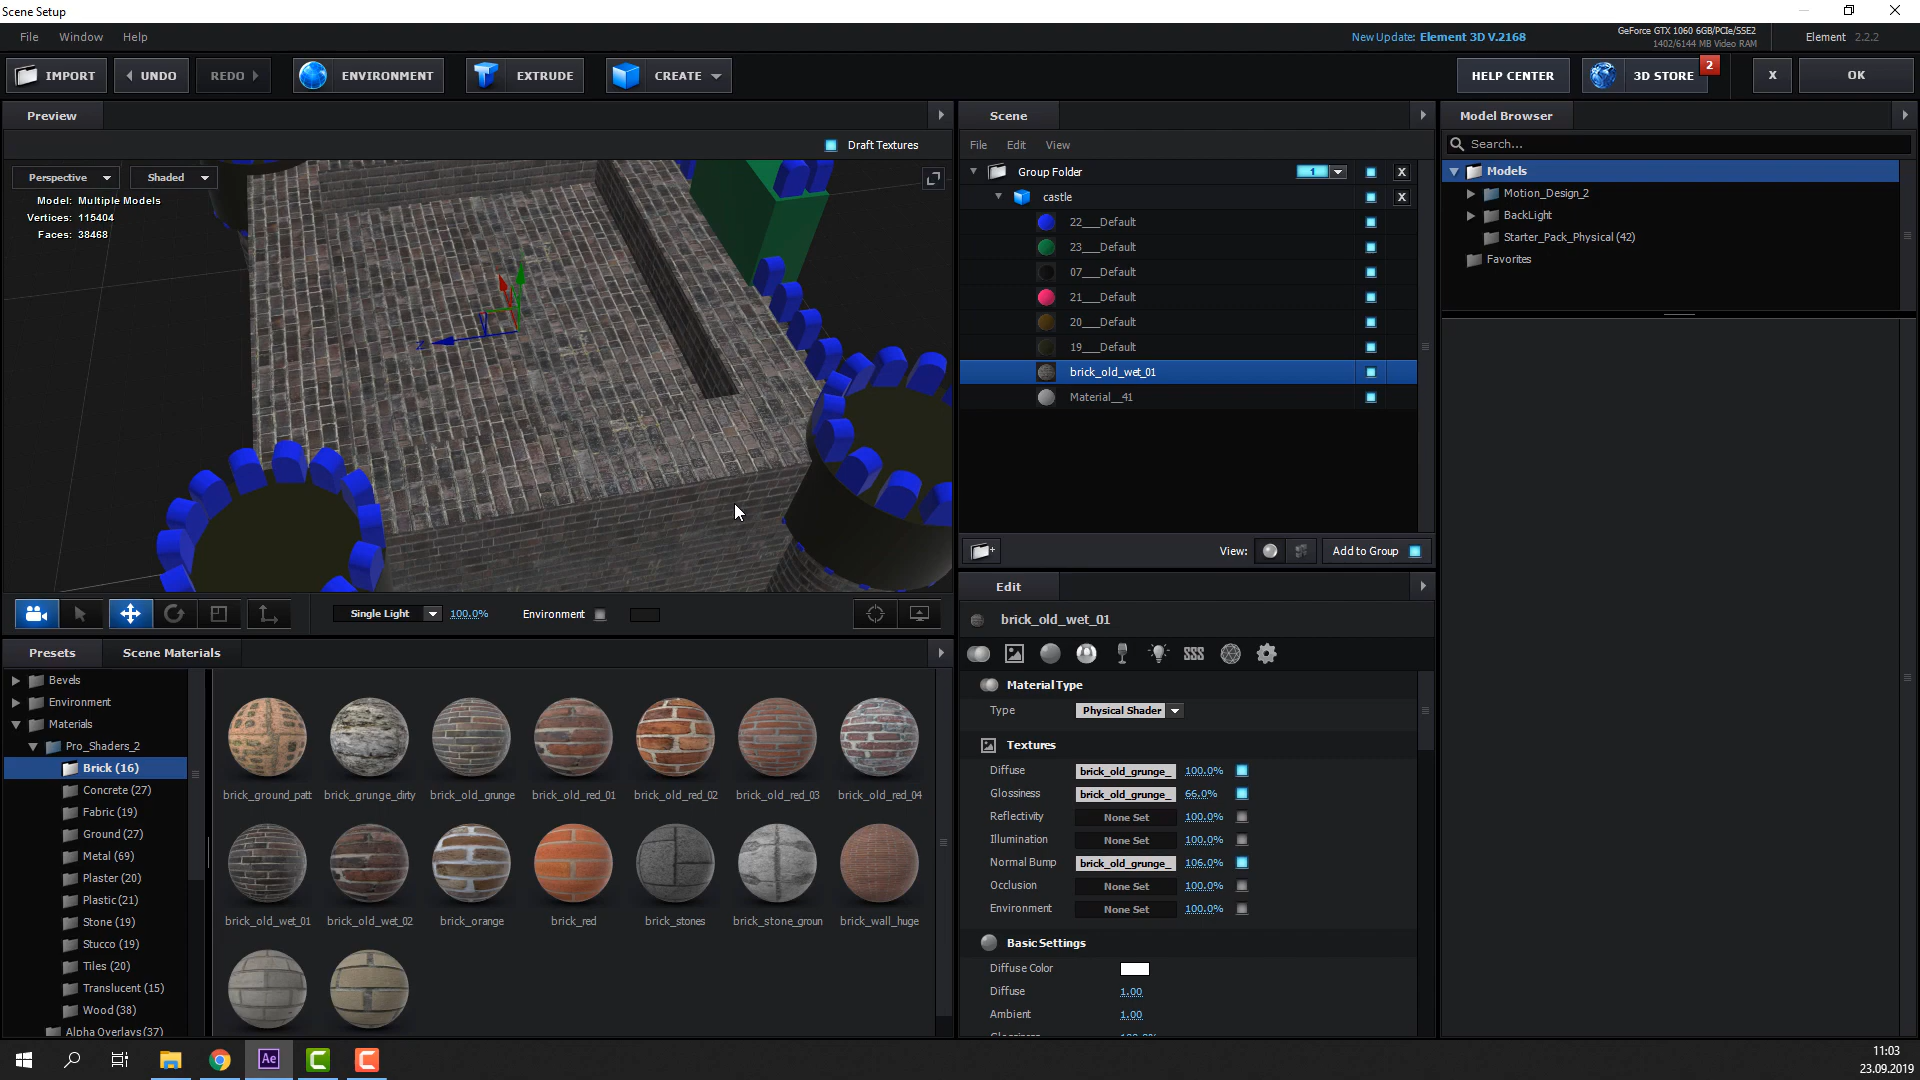 Scene Setup
File Window Help
New Update: Element 3D V.2168
GeForce GTX 1060 6GB/PCIe/SSE2
1402/6144 MB Video RAM
Element 2.2.2
IMPORT UNDO REDO ENVIRONMENT EXTRUDE CREATE HELP CENTER 3D STORE 2 X OK
Preview
Draft Textures
Perspective Shaded
Model: Multiple Models
Vertices: 115404
Faces: 38468
Z
Single Light 100.0% Environment
Scene
File Edit View
Group Folder 1 X
castle X
22___Default
23___Default
07___Default
21___Default
20___Default
19___Default
brick_old_wet_01
Material__41
View: Add to Group
Model Browser
Search...
Models
Motion_Design_2
BackLight
Starter_Pack_Physical (42)
Favorites
Presets Scene Materials
Bevels
Environment
Materials
Pro_Shaders_2
Brick (16)
Concrete (27)
Fabric (19)
Ground (27)
Metal (69)
Plaster (20)
Plastic (21)
Stone (19)
Stucco (19)
Tiles (20)
Translucent (15)
Wood (38)
Alpha Overlays (37)
brick_ground_patt brick_grunge_dirty brick_old_grunge brick_old_red_01 brick_old_red_02 brick_old_red_03 brick_old_red_04
brick_old_wet_01 brick_old_wet_02 brick_orange brick_red brick_stones brick_stone_groun brick_wall_huge
Edit
brick_old_wet_01
Material Type
Type Physical Shader
Textures
Diffuse brick_old_grunge_ 100.0%
Glossiness brick_old_grunge_ 66.0%
Reflectivity None Set 100.0%
Illumination None Set 100.0%
Normal Bump brick_old_grunge_ 106.0%
Occlusion None Set 100.0%
Environment None Set 100.0%
Basic Settings
Diffuse Color
Diffuse 1.00
Ambient 1.00
Ae
11:03
23.09.2019